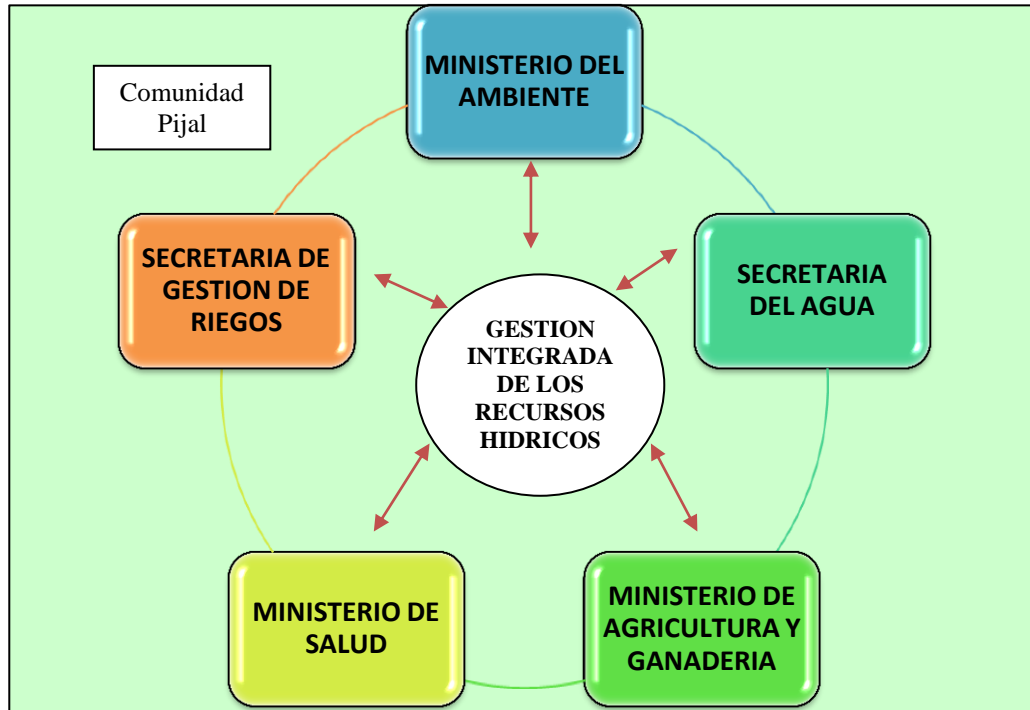 MINISTERIO DEL
AMBIENTE
Comunidad
Pijal
SECRETARIA DE
GESTION DE
RIEGOS
SECRETARIA
DEL AGUA
GESTION
INTEGRADA
DE LOS
RECURSOS
HIDRICOS
MINISTERIO DE
SALUD
MINISTERIO DE
AGRICULTURA Y
GANADERIA